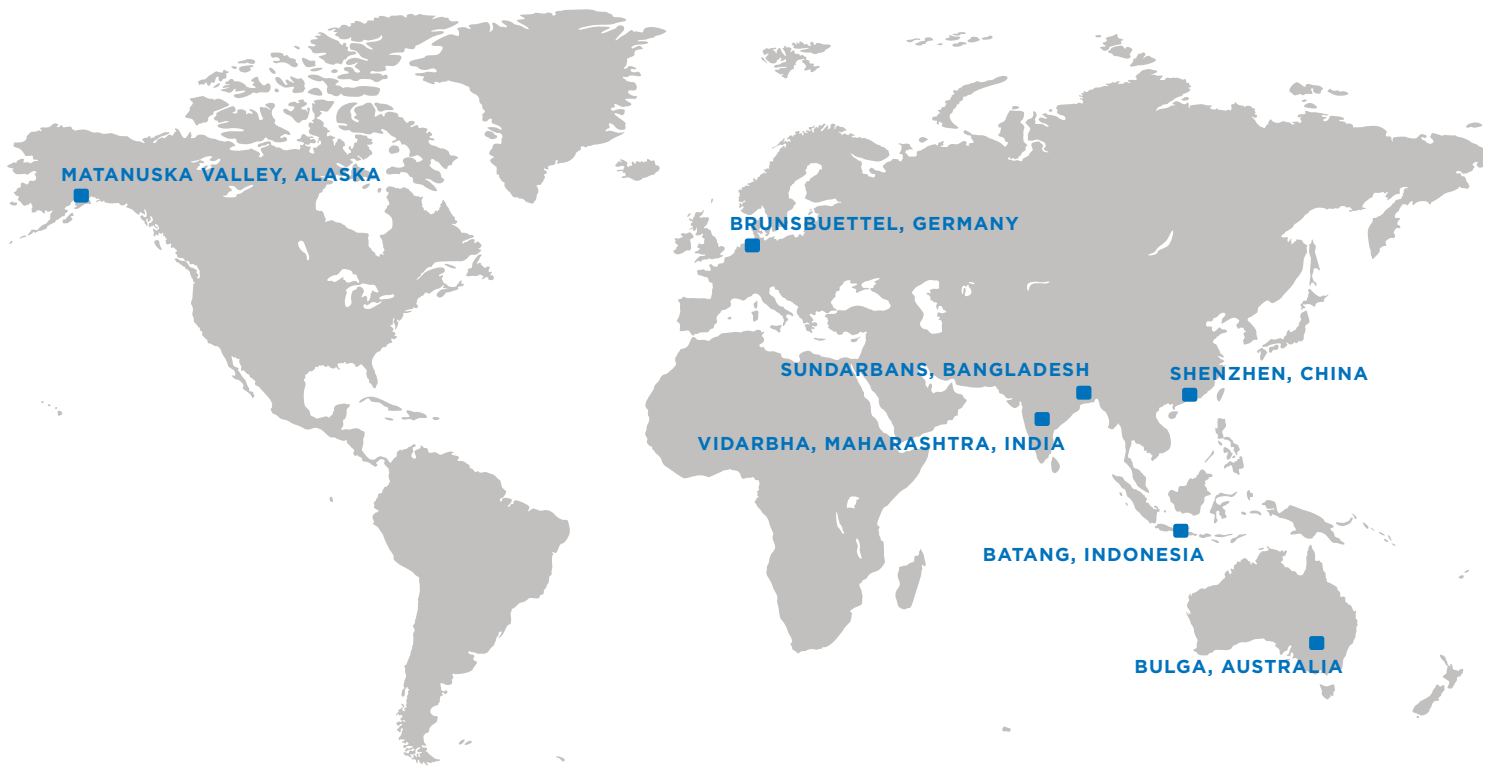 MATANUSKA VALLEY, ALASKA
BRUNSBUETTEL, GERMANY
SUNDARBANS, BANGLADESH
SHENZHEN, CHINA
VIDARBHA, MAHARASHTRA, INDIA
BATANG, INDONESIA
BULGA, AUSTRALIA